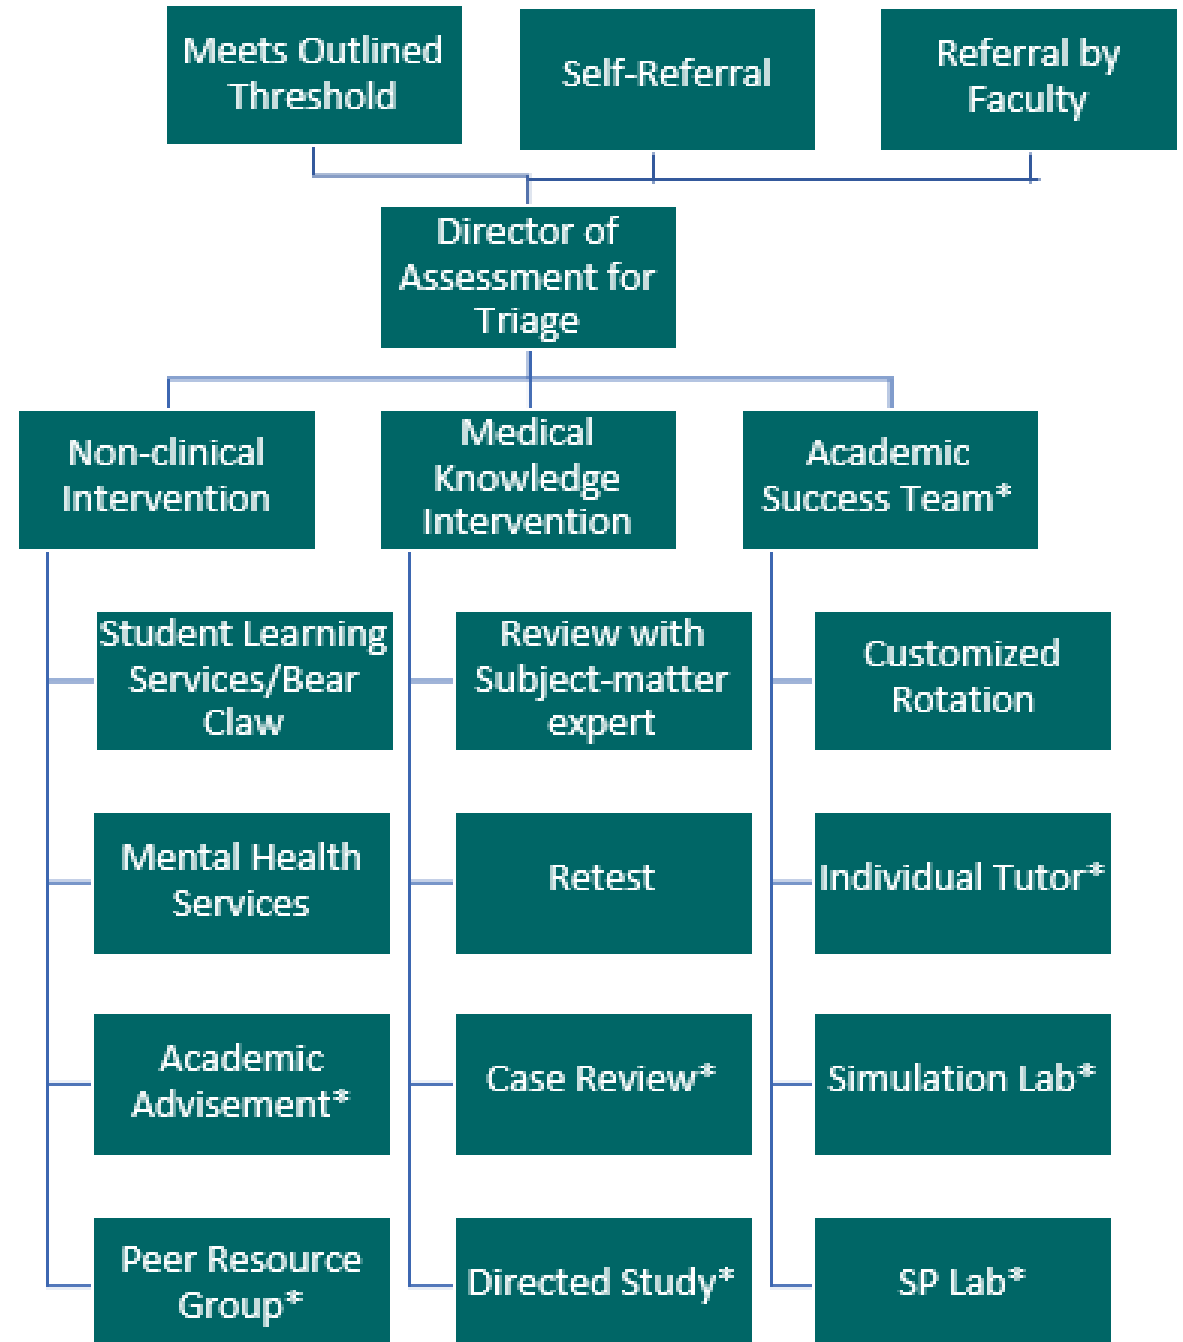 Meets Outlined
Threshold
Self-Referral
Referral by
Faculty
Director of
Assessment for
Triage
Non-clinical
Intervention
Medical
Knowledge
Intervention
Academic
Success Team*
Student Learning
Services/Bear
Claw
Review with
Subject-matter
expert
Customized
Rotation
Mental Health
Services
Retest
Individual Tutor*
Academic
Advisement*
Case Review*
Simulation Lab*
Peer Resource
Group*
Directed Study*
SP Lab*